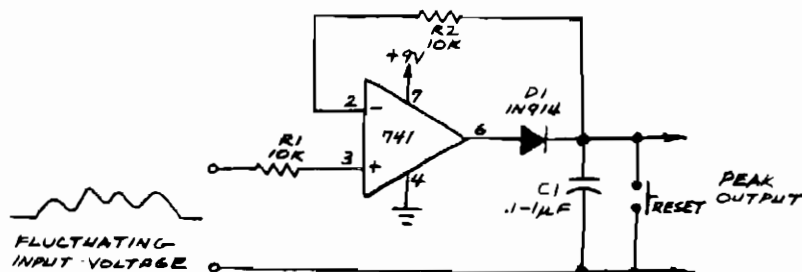 R2
10K
+9V
7
2
-
741
6
D1
1N914
R1
10K
3
+
4
C1
.1-1µF
RESET
PEAK
OUTPUT
FLUCTUATING
INPUT VOLTAGE